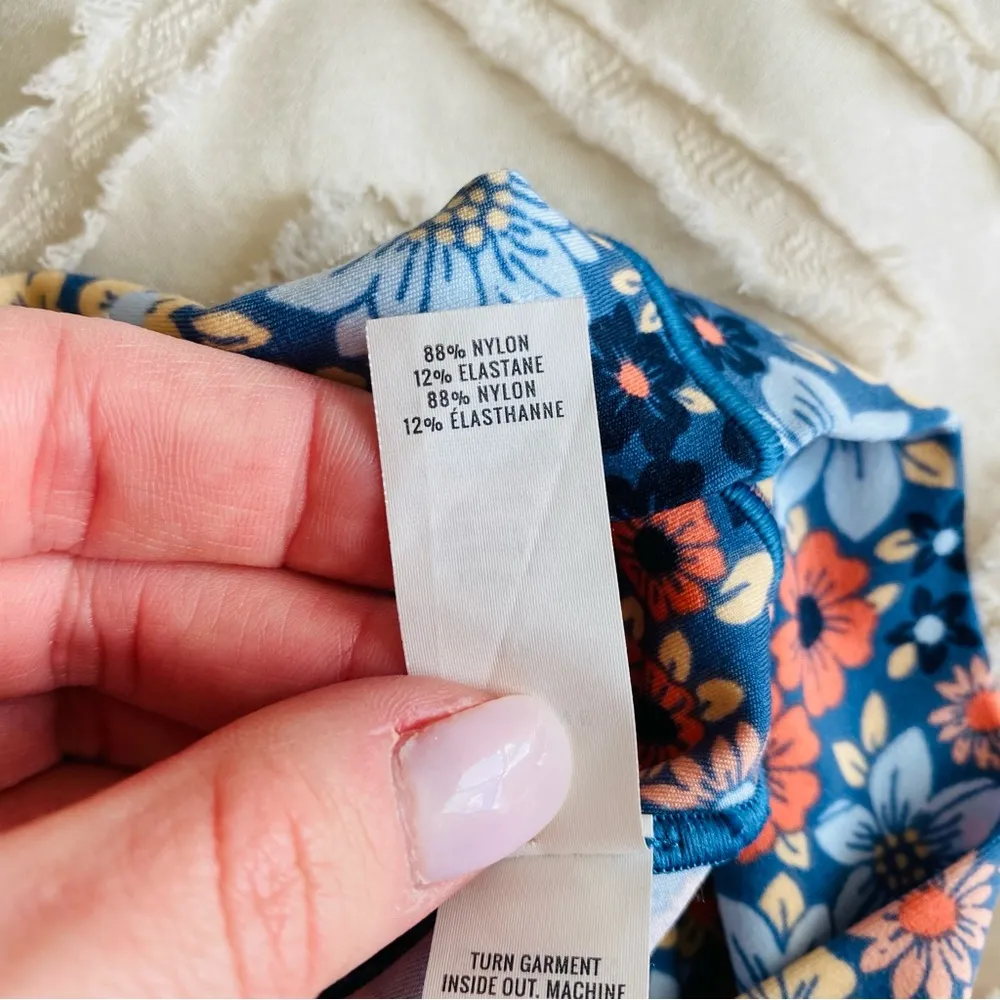 88% NYLON
12% ELASTANE
88% NYLON
12% ÉLASTHANNE
TURN GARMENT
INSIDE OUT. MACHINE